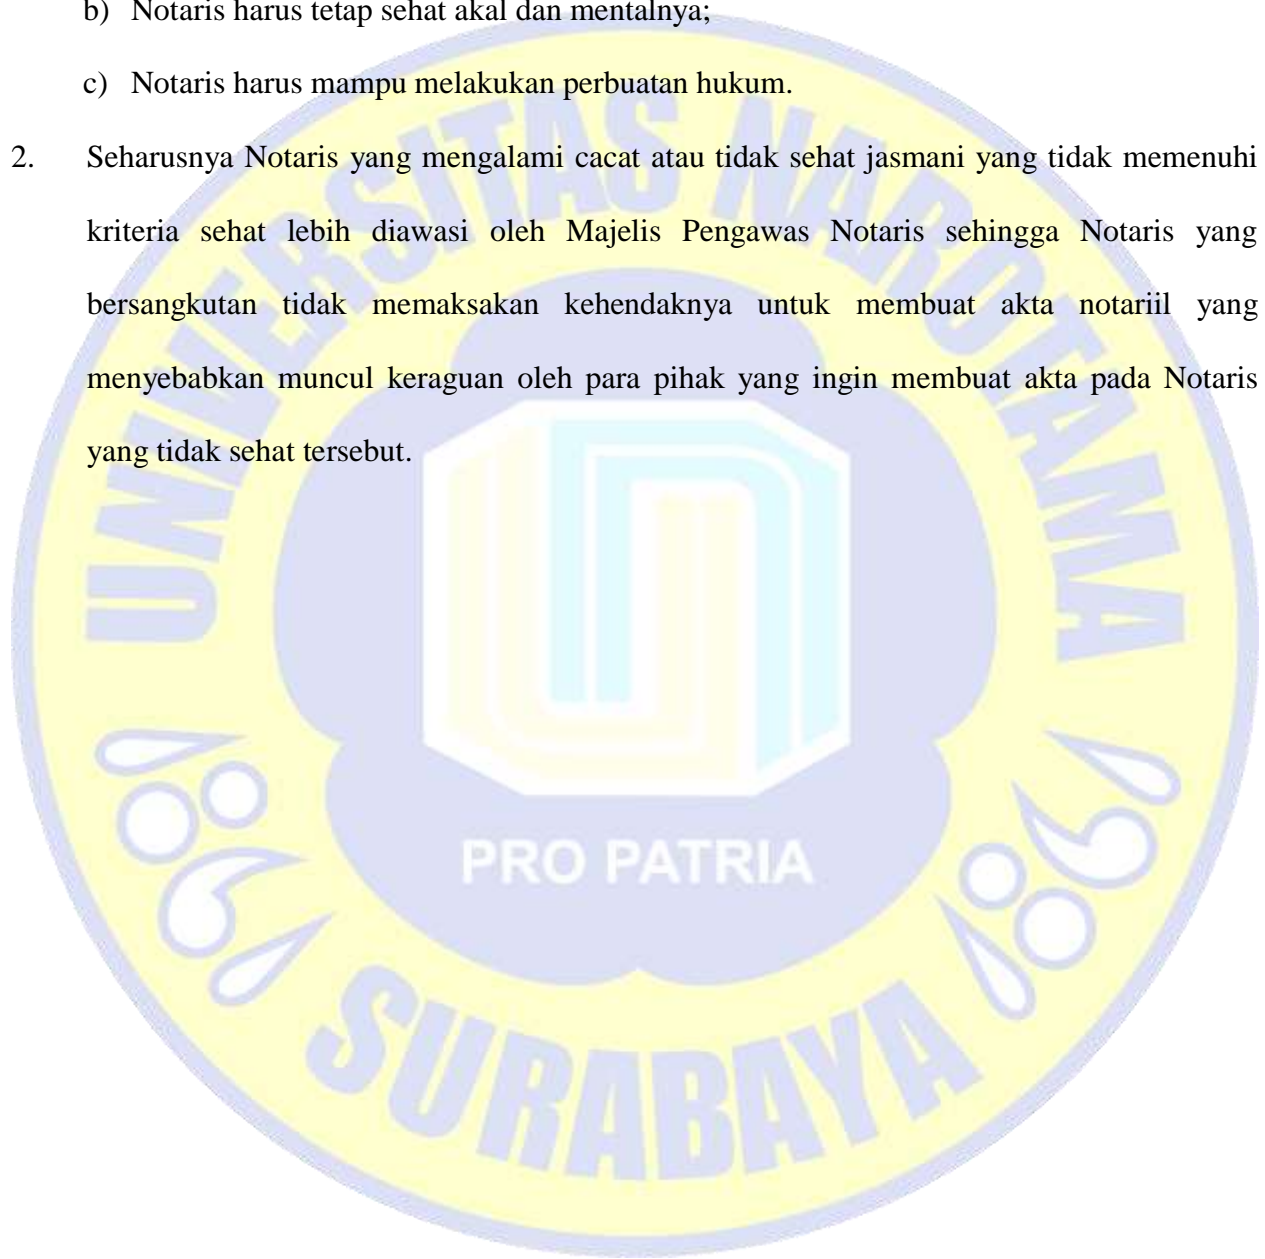 b) Notaris harus tetap sehat akal dan mentalnya;
c) Notaris harus mampu melakukan perbuatan hukum.
2. Seharusnya Notaris yang mengalami cacat atau tidak sehat jasmani yang tidak memenuhi
kriteria sehat lebih diawasi oleh Majelis Pengawas Notaris sehingga Notaris yang
bersangkutan tidak memaksakan kehendaknya untuk membuat akta notariil yang
menyebabkan muncul keraguan oleh para pihak yang ingin membuat akta pada Notaris
yang tidak sehat tersebut.
UNIVERSITAS NAROTAMA
PRO PATRIA
SURABAYA